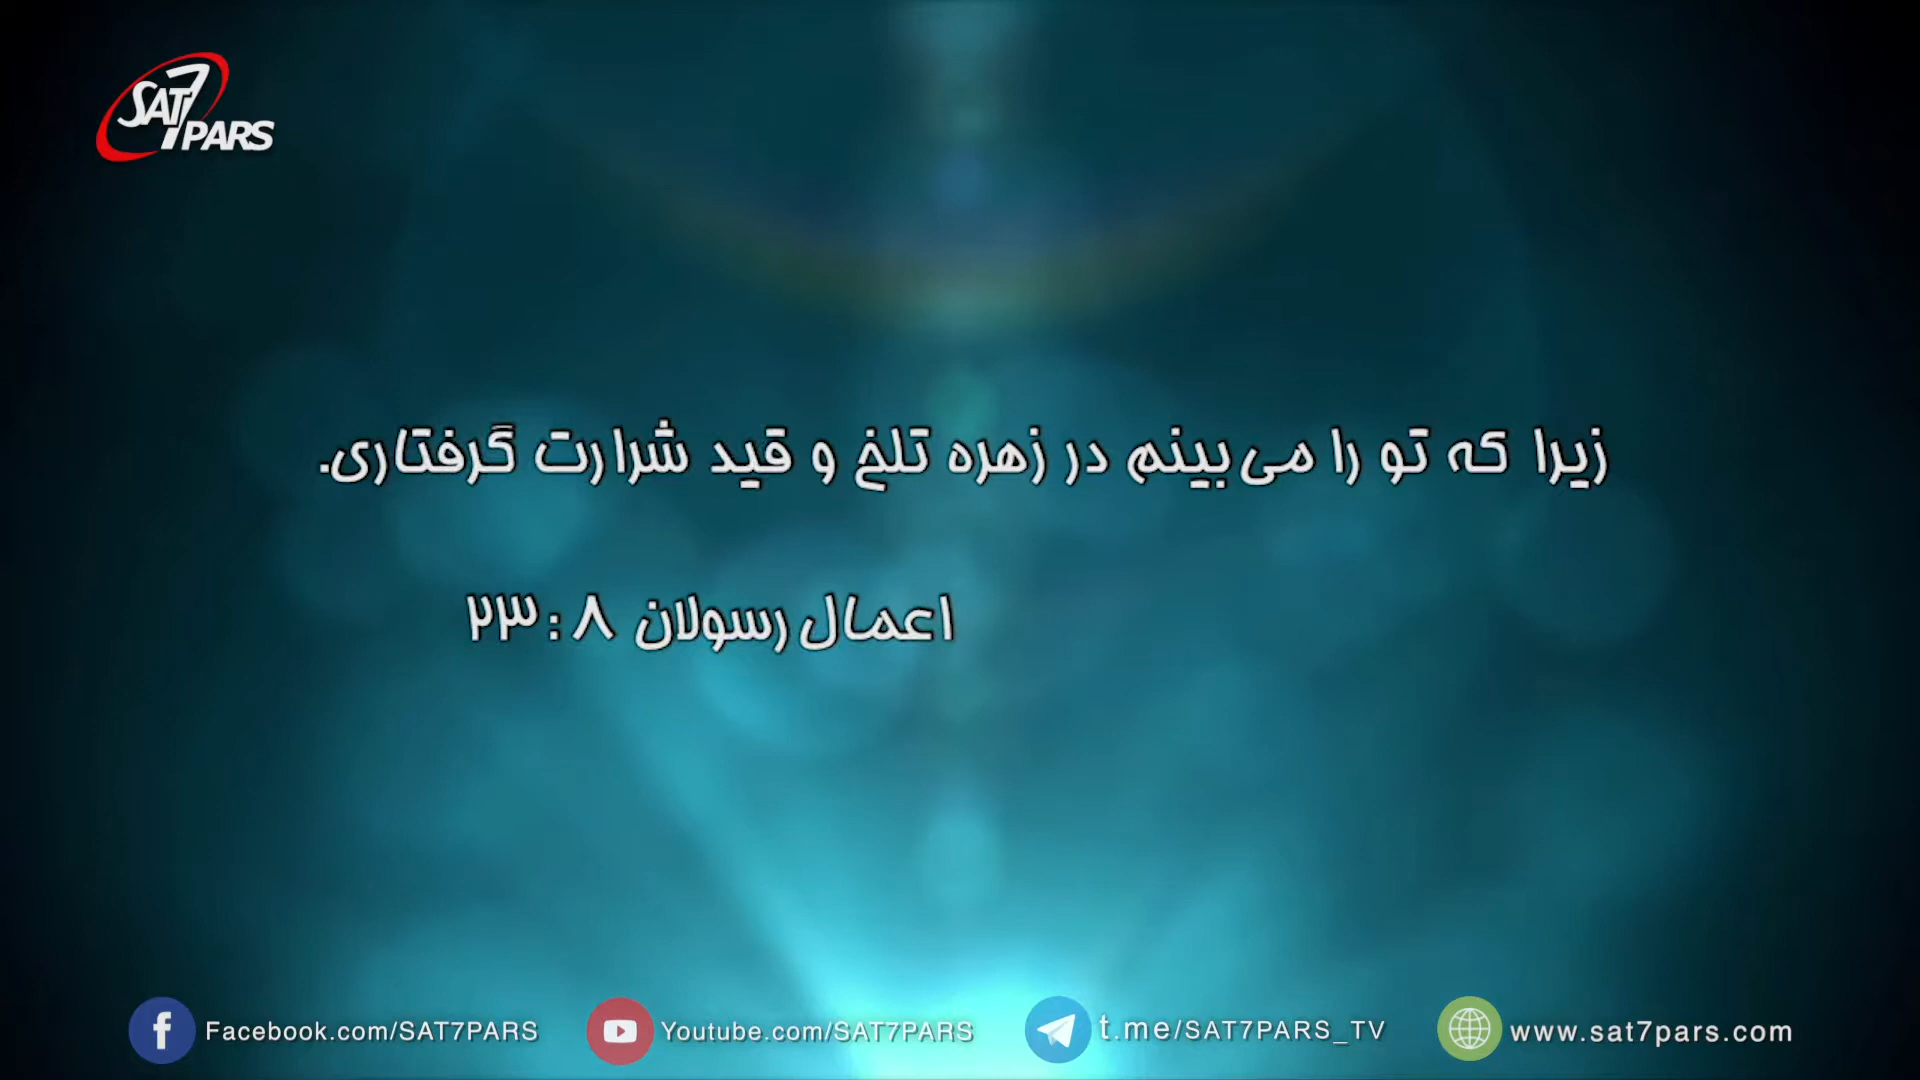 SAT7 PARS
زیرا که تو را می‌بینم در زهره تلخ و قید شرارت گرفتاری.
اعمال رسولان ۸ : ۲۳
Facebook.com/SAT7PARS
Youtube.com/SAT7PARS
t.me/SAT7PARS_TV
www.sat7pars.com